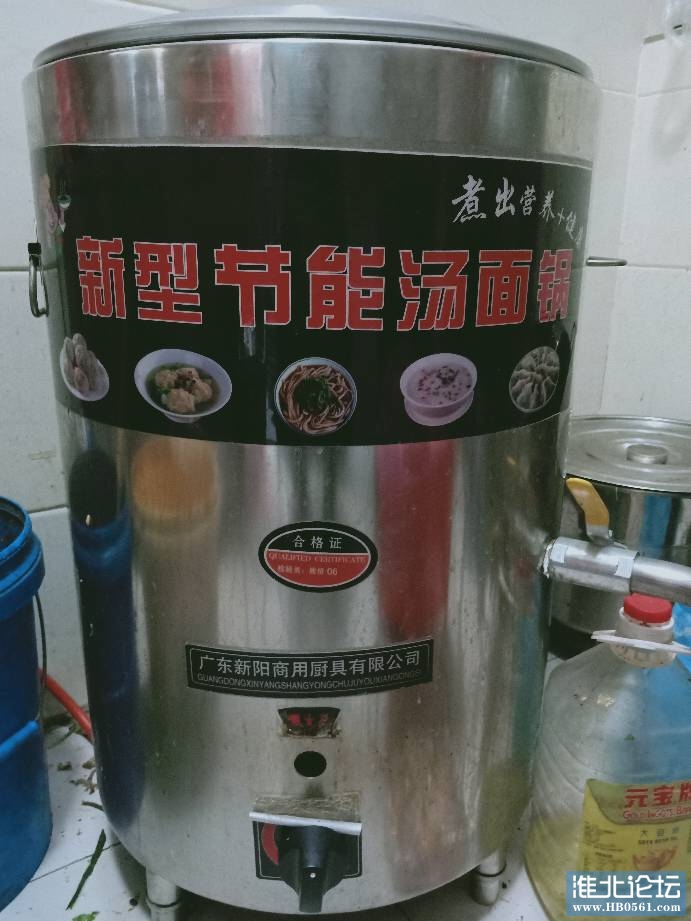 煮出营养+健康
新型节能汤面锅
合格证
QUALIFIED CERTIFICATE
广东新阳商用厨具有限公司
GUANGDONGXINYANGSHANGYONGCHUJUYOUXIANGONGSI
元宝牌
淮北论坛
www.HB0561.com